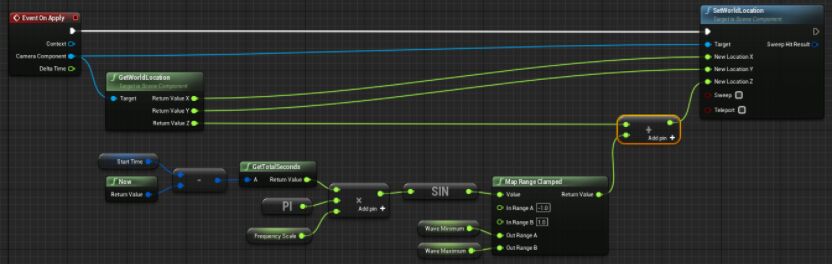 Event On Apply
Context
Camera Component
Delta Time
GetWorldLocation
Target is Scene Component
Target
Return Value X
Return Value Y
Return Value Z
SetWorldLocation
Target is Scene Component
Target
Sweep Hit Result
New Location X
New Location Y
New Location Z
Sweep
Teleport
+
Add pin +
Start Time
Now
Return Value
-
GetTotalSeconds
A
Return Value
PI
Frequency Scale
×
Add pin +
SIN
Map Range Clamped
Value
Return Value
In Range A -1.0
In Range B 1.0
Out Range A
Out Range B
Wave Minimum
Wave Maximum